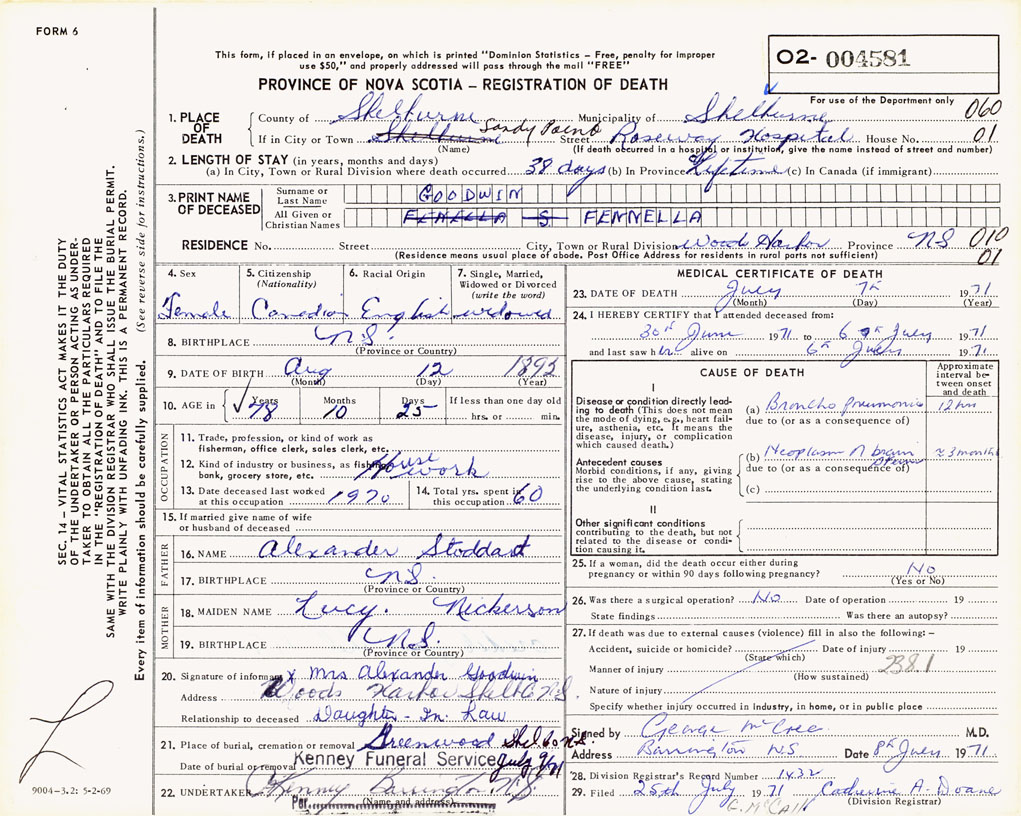 FORM 6
This form, if placed in an envelope, on which is printed "Dominion Statistics – Free, penalty for improper
use $50," and properly addressed will pass through the mail "FREE"
O2- 004581
PROVINCE OF NOVA SCOTIA – REGISTRATION OF DEATH
For use of the Department only
1. PLACE OF DEATH County of Shelburne Municipality of Shelburne 060
If in City or Town Shelburne Sandy Point Street Roseway Hospital House No. 01
(Name) (If death occurred in a hospital or institution, give the name instead of street and number)
2. LENGTH OF STAY (in years, months and days)
(a) In City, Town or Rural Division where death occurred 38 days (b) In Province Lifetime (c) In Canada (if immigrant)
3. PRINT NAME OF DECEASED Surname or Last Name GOODWIN
All Given or Christian Names FENELLA S FENNELLA
RESIDENCE No. Street City, Town or Rural Division Woods Harbor Province NS 010
(Residence means usual place of abode. Post Office Address for residents in rural parts not sufficient) 01
4. Sex Female
5. Citizenship (Nationality) Canadian
6. Racial Origin English
7. Single, Married, Widowed or Divorced (write the word) widowed
8. BIRTHPLACE N.S.
(Province or Country)
9. DATE OF BIRTH Aug 12 1893
(Month) (Day) (Year)
10. AGE in Years 78 Months 10 Days 25 If less than one day old
hrs. or min.
OCCUPATION
11. Trade, profession, or kind of work as
fisherman, office clerk, sales clerk, etc.
12. Kind of industry or business, as fishing, House work
bank, grocery store, etc.
13. Date deceased last worked at this occupation 1970
14. Total yrs. spent in this occupation 60
15. If married give name of wife
or husband of deceased
FATHER
16. NAME Alexander Stoddart
17. BIRTHPLACE N.S.
(Province or Country)
MOTHER
18. MAIDEN NAME Lucy. Nickerson
19. BIRTHPLACE N.S.
(Province or Country)
20. Signature of informant x Mrs Alexander Goodwin
Address Woods Harbor Shel Co N.S.
Relationship to deceased Daughter-In Law
21. Place of burial, cremation or removal Greenwood Shel Co N.S.
Date of burial or removal July 9/71
Kenney Funeral Service
22. UNDERTAKER Kenney Barrington N.S.
Per. (Name and address)
MEDICAL CERTIFICATE OF DEATH
23. DATE OF DEATH July 7th 1971
(Month) (Day) (Year)
24. I HEREBY CERTIFY that I attended deceased from:
30th June 1971 to 6 7th July 1971
and last saw her alive on 6th July 1971
CAUSE OF DEATH
Approximate interval between onset and death
I
Disease or condition directly leading to death (This does not mean the mode of dying, e.g., heart failure, asthenia, etc. It means the disease, injury, or complication which caused death.)
(a) Broncho pneumonia 12 hrs
due to (or as a consequence of)
Antecedent causes
Morbid conditions, if any, giving rise to the above cause, stating the underlying condition last.
(b) Neoplasm of brain ≈ 3 months
due to (or as a consequence of)
(c)
II
Other significant conditions
contributing to the death, but not
related to the disease or condition causing it.
25. If a woman, did the death occur either during
pregnancy or within 90 days following pregnancy? No
(Yes or No)
26. Was there a surgical operation? No Date of operation 19
State findings Was there an autopsy?
27. If death was due to external causes (violence) fill in also the following: –
Accident, suicide or homicide? Date of injury 19
(State which)
Manner of injury 2381
(How sustained)
Nature of injury
Specify whether injury occurred in industry, in home, or in public place
Signed by George McCree M.D.
Address Barrington NS Date 8th July 1971
28. Division Registrar's Record Number 1432
29. Filed 25th July 1971 Catherine A. Doane
(Division Registrar)
SEC. 14 – VITAL STATISTICS ACT MAKES IT THE DUTY
OF THE UNDERTAKER OR PERSON ACTING AS UNDERTAKER TO OBTAIN ALL THE PARTICULARS REQUIRED
IN THE "REGISTRATION OF DEATH" AND TO FILE THE
SAME WITH THE DIVISION REGISTRAR WHO SHALL ISSUE THE BURIAL PERMIT.
WRITE PLAINLY WITH UNFADING INK. THIS IS A PERMANENT RECORD.
Every item of information should be carefully supplied. (See reverse side for instructions.)
9004-3.2: 5-2-69